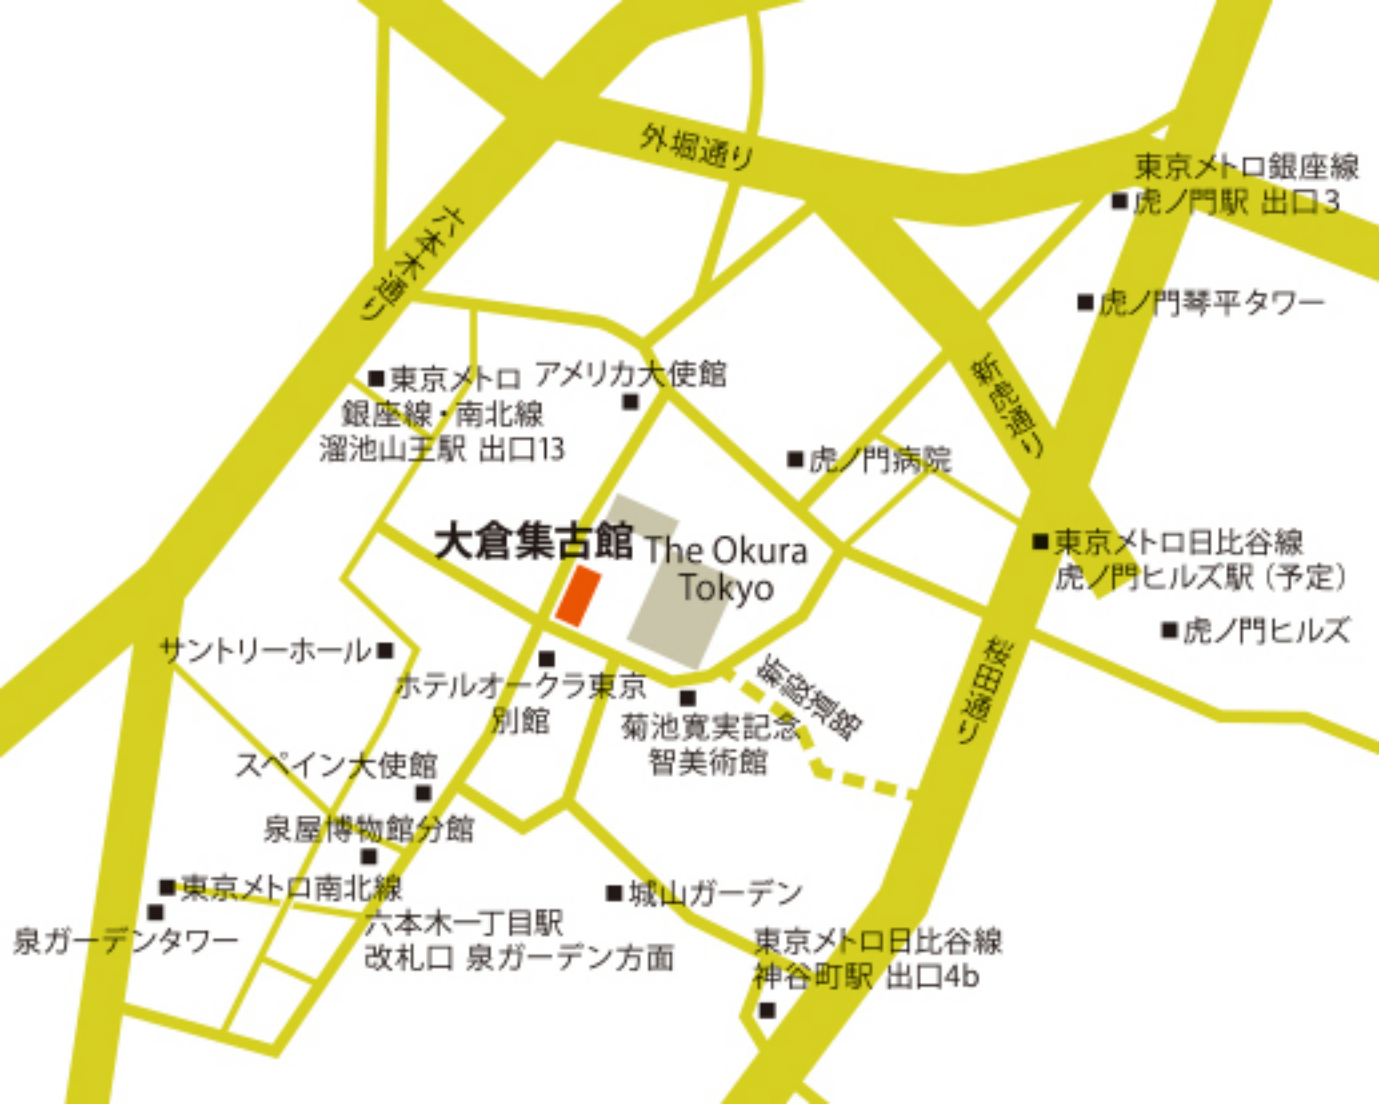 外堀通り
東京メトロ銀座線
虎ノ門駅 出口3
六本木通り
虎ノ門琴平タワー
新虎通り
東京メトロ
銀座線・南北線
溜池山王駅 出口13
アメリカ大使館
虎ノ門病院
大倉集古館
The Okura
Tokyo
東京メトロ日比谷線
虎ノ門ヒルズ駅（予定）
虎ノ門ヒルズ
サントリーホール
ホテルオークラ東京
別館
新設道路
桜田通り
菊池寛実記念
智美術館
スペイン大使館
泉屋博物館分館
東京メトロ南北線
六本木一丁目駅
改札口 泉ガーデン方面
泉ガーデンタワー
城山ガーデン
東京メトロ日比谷線
神谷町駅 出口4b